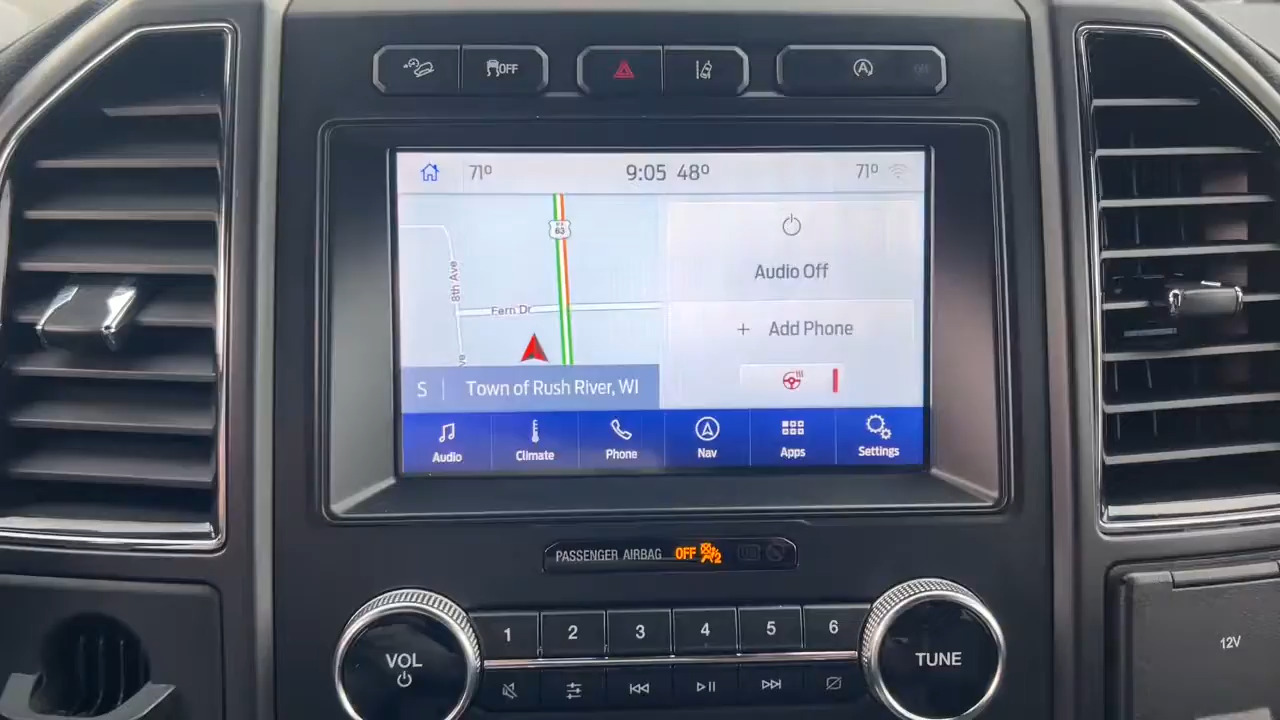 OFF
71° 9:05 48° 71°
63
8th Ave
Fern Dr
ve
S Town of Rush River, WI
Audio Off
+ Add Phone
Audio Climate Phone Nav Apps Settings
PASSENGER AIRBAG OFF 2
1 2 3 4 5 6
VOL
TUNE
12V